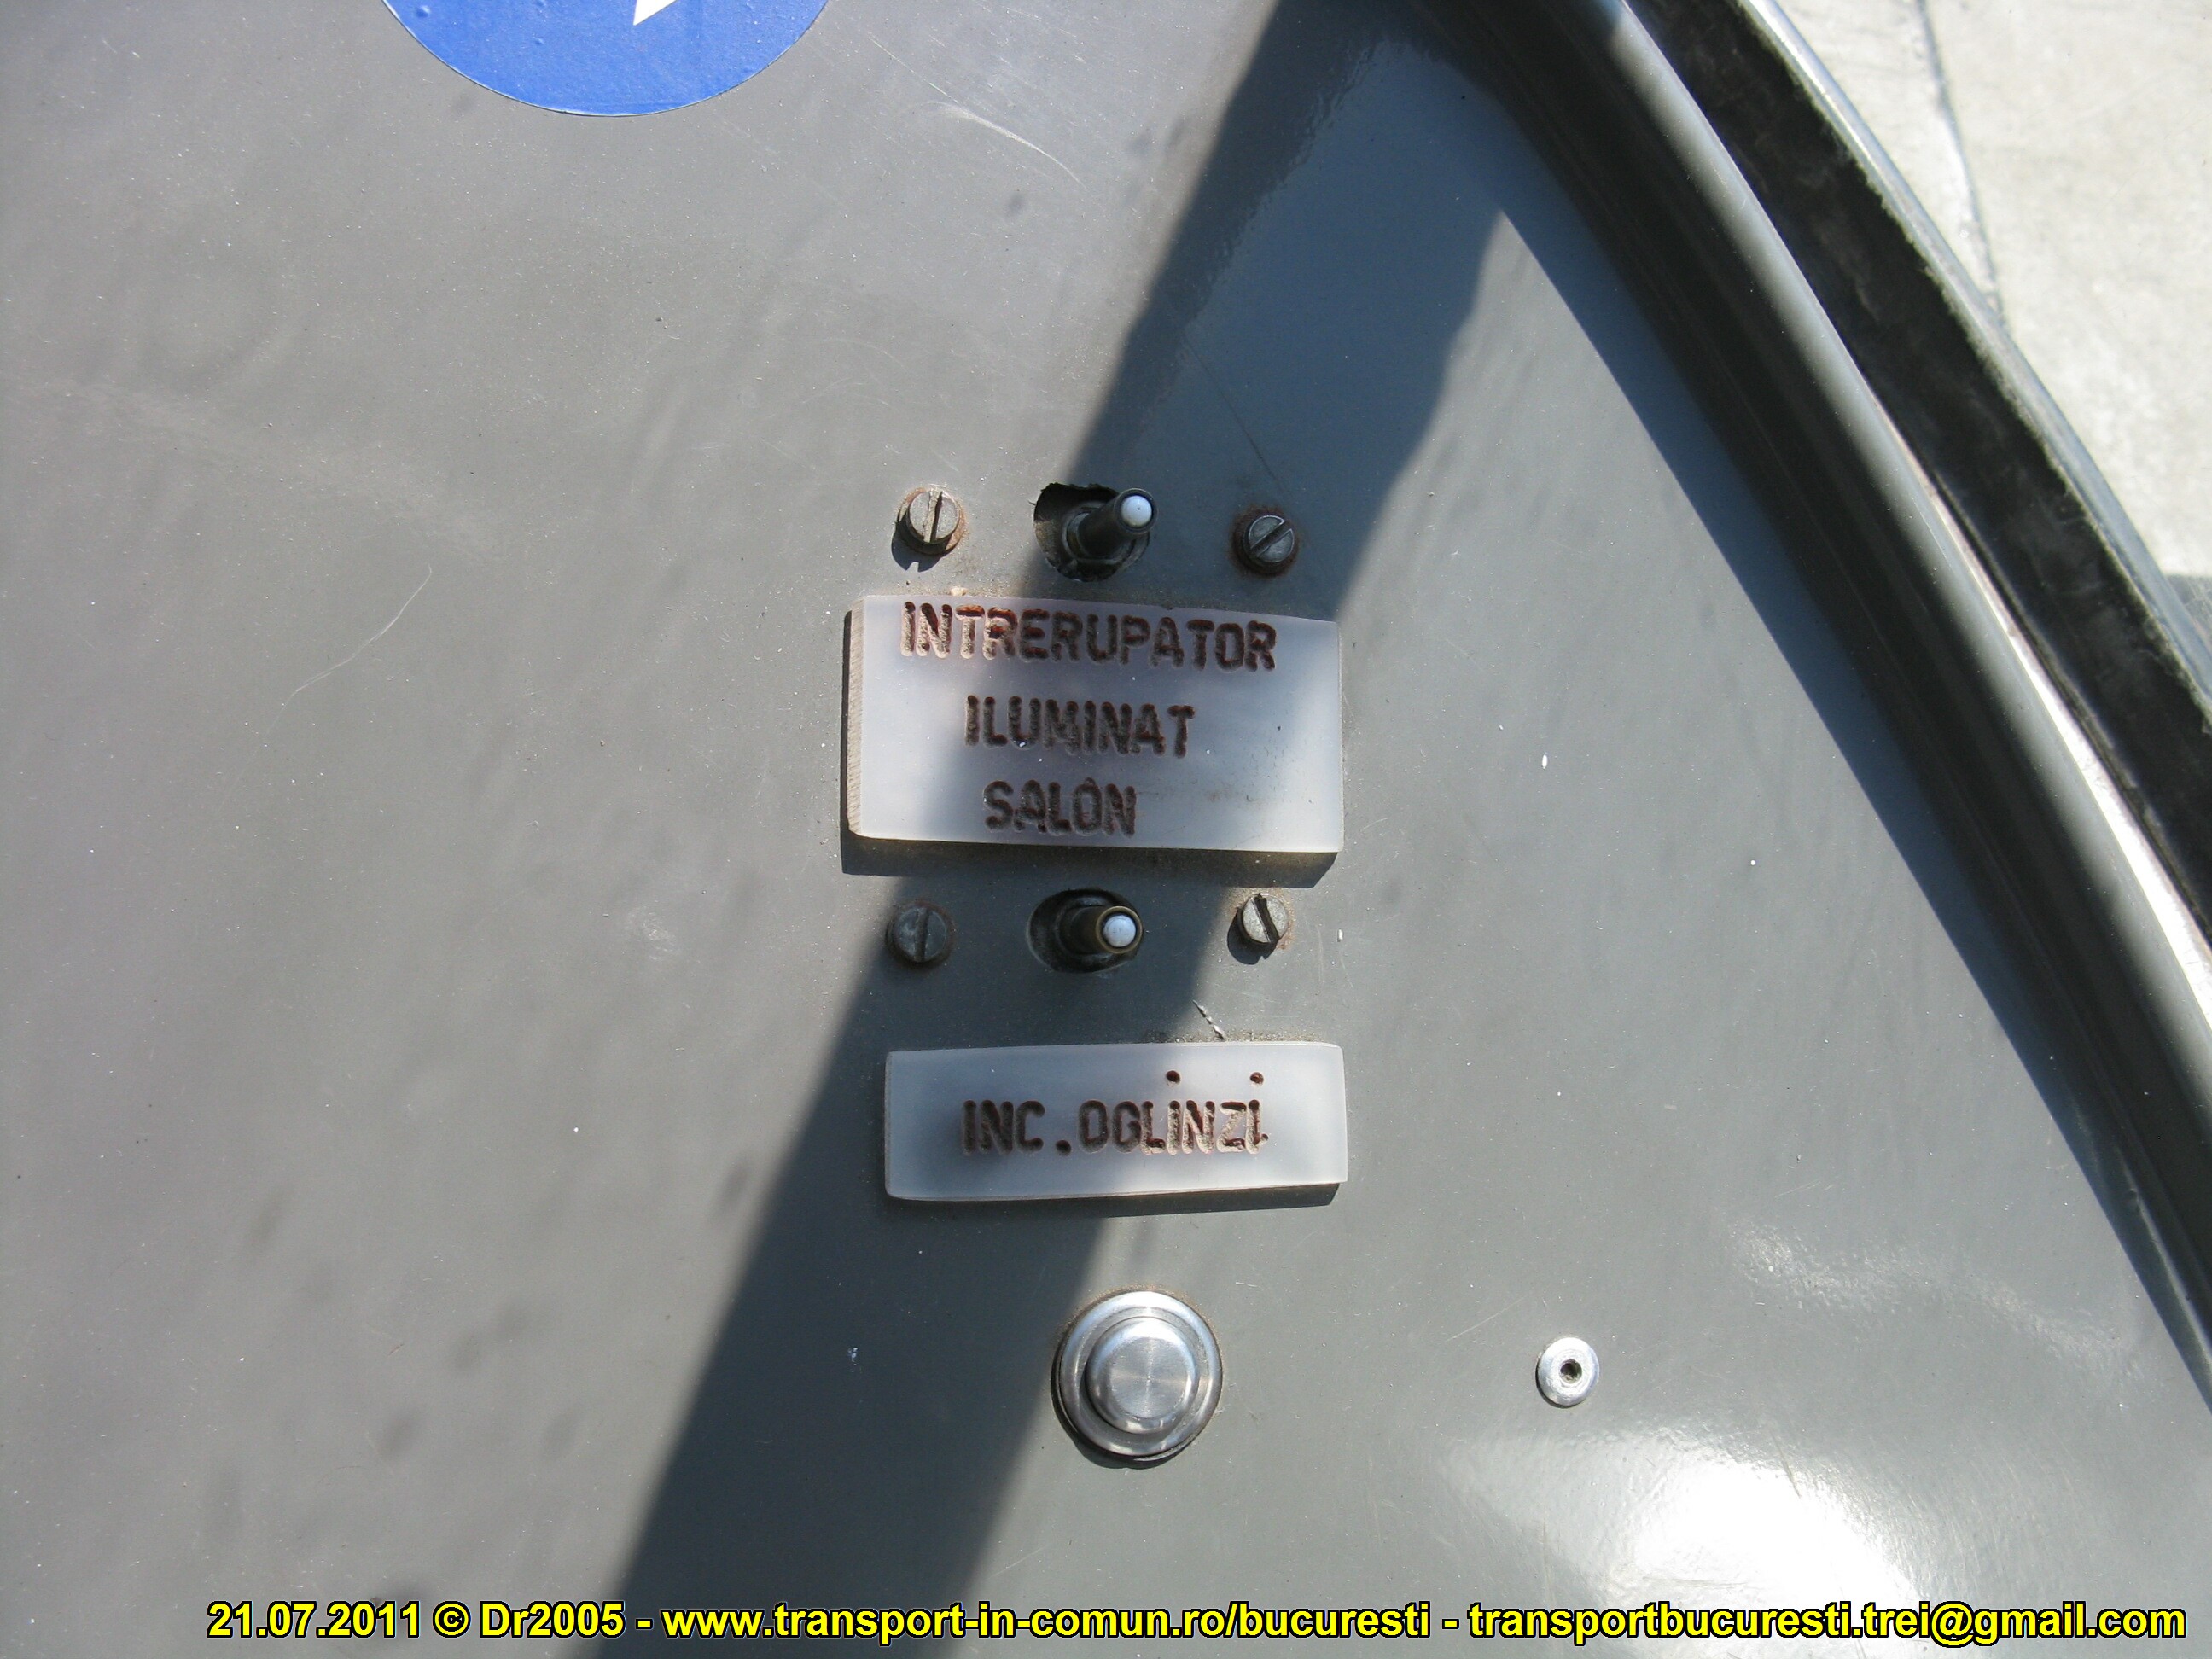 INTRERUPATOR
ILUMINAT
SALON
INC. OGLiNZi
21.07.2011 © Dr2005 - www.transport-in-comun.ro/bucuresti - transportbucuresti.trei@gmail.com